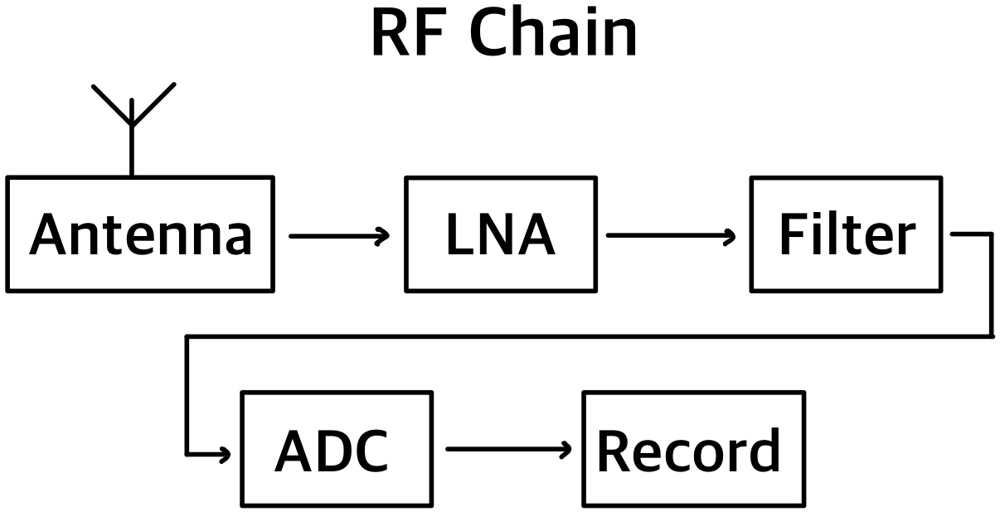 RF Chain
Antenna
LNA
Filter
ADC
Record